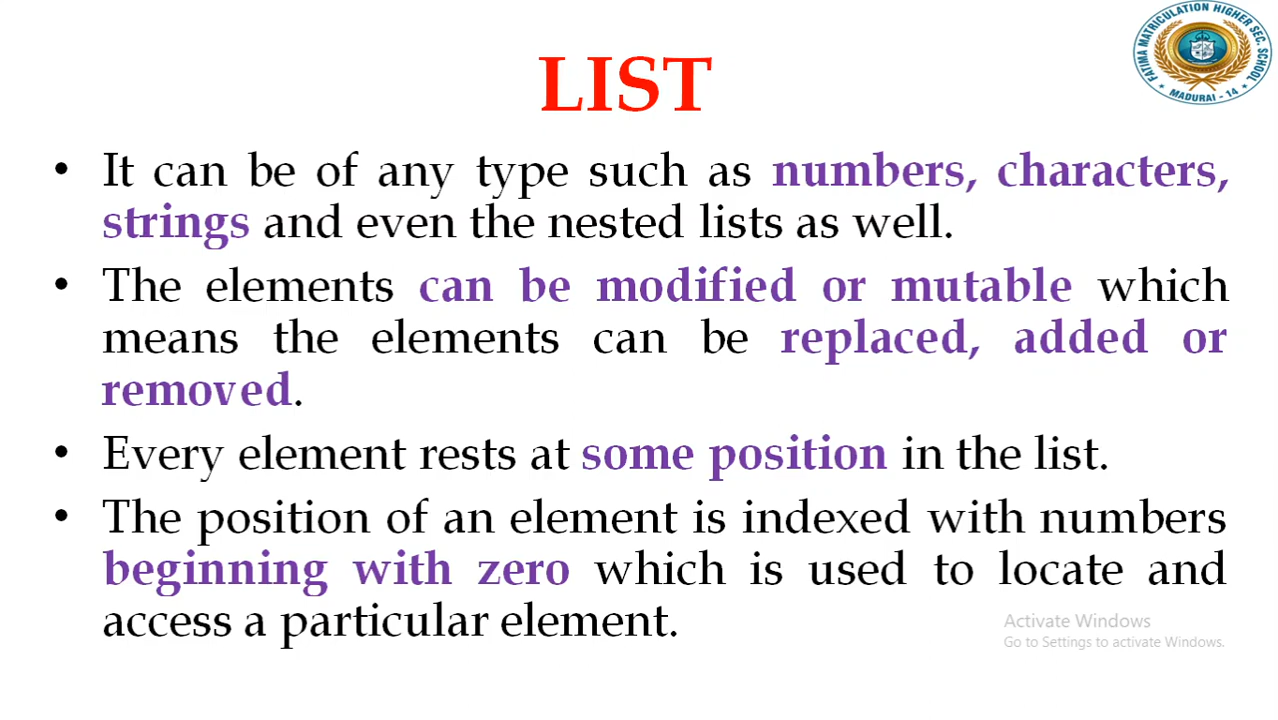 FATIMA MATRICULATION HIGHER SEC. SCHOOL
* MADURAI - 14 *
LIST
• It can be of any type such as numbers, characters,
strings and even the nested lists as well.
• The elements can be modified or mutable which
means the elements can be replaced, added or
removed.
• Every element rests at some position in the list.
• The position of an element is indexed with numbers
beginning with zero which is used to locate and
access a particular element.
Activate Windows
Go to Settings to activate Windows.